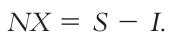 NX = S − I.